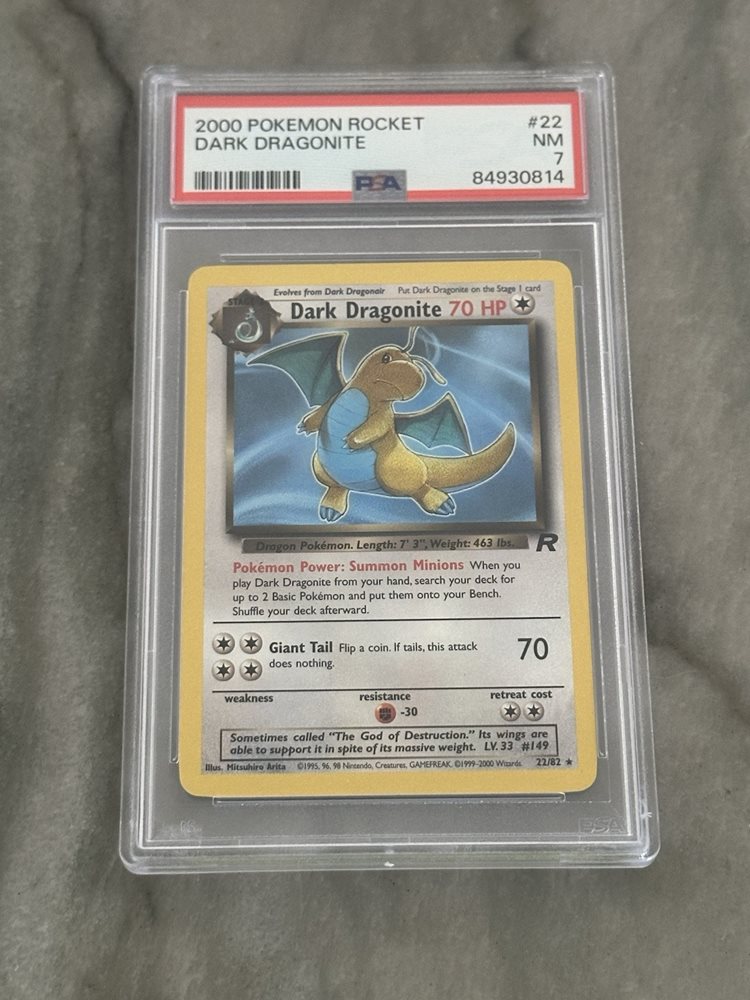 2000 POKEMON ROCKET #22
DARK DRAGONITE NM
7
PSA 84930814
Evolves from Dark Dragonair Put Dark Dragonite on the Stage 1 card
STAGE
Dark Dragonite 70 HP
Dragon Pokémon. Length: 7' 3", Weight: 463 lbs.
R
Pokémon Power: Summon Minions When you
play Dark Dragonite from your hand, search your deck for
up to 2 Basic Pokémon and put them onto your Bench.
Shuffle your deck afterward.
Giant Tail Flip a coin. If tails, this attack
does nothing.
70
weakness resistance retreat cost
-30
Sometimes called "The God of Destruction." Its wings are
able to support it in spite of its massive weight. LV. 33 #149
Illus. Mitsuhiro Arita ©1995, 96, 98 Nintendo, Creatures, GAMEFREAK. ©1999-2000 Wizards. 22/82 ★
PSA